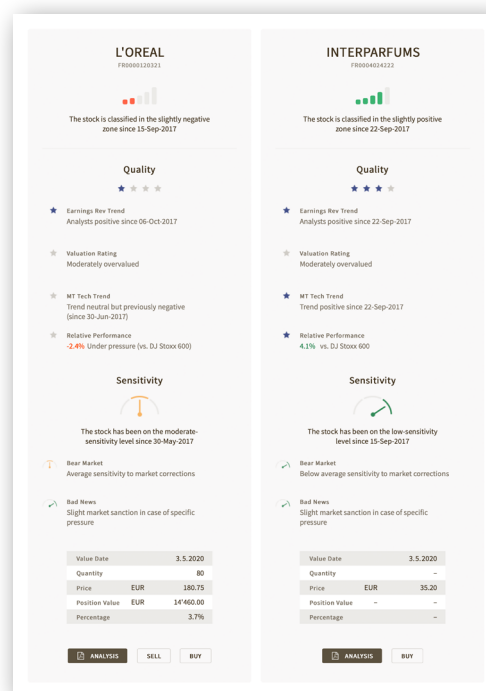 L'OREAL
FR0000120321
The stock is classified in the slightly negative
zone since 15-Sep-2017
Quality
Earnings Rev Trend
Analysts positive since 06-Oct-2017
Valuation Rating
Moderately overvalued
MT Tech Trend
Trend neutral but previously negative
(since 30-Jun-2017)
Relative Performance
-2.4% Under pressure (vs. DJ Stoxx 600)
Sensitivity
The stock has been on the moderate-
sensitivity level since 30-May-2017
Bear Market
Average sensitivity to market corrections
Bad News
Slight market sanction in case of specific
pressure
Value Date 3.5.2020
Quantity 80
Price EUR 180.75
Position Value EUR 14'460.00
Percentage 3.7%
ANALYSIS SELL BUY
INTERPARFUMS
FR0004024222
The stock is classified in the slightly positive
zone since 22-Sep-2017
Quality
Earnings Rev Trend
Analysts positive since 22-Sep-2017
Valuation Rating
Moderately overvalued
MT Tech Trend
Trend positive since 22-Sep-2017
Relative Performance
4.1% vs. DJ Stoxx 600
Sensitivity
The stock has been on the low-sensitivity
level since 15-Sep-2017
Bear Market
Below average sensitivity to market corrections
Bad News
Slight market sanction in case of specific
pressure
Value Date 3.5.2020
Quantity –
Price EUR 35.20
Position Value – –
Percentage –
ANALYSIS BUY